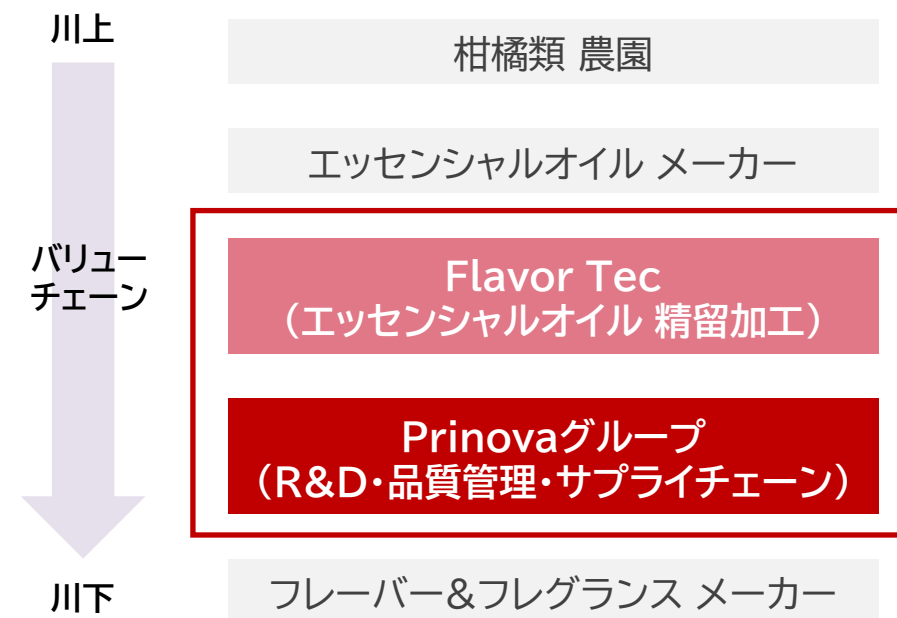 川上
柑橘類 農園
エッセンシャルオイル メーカー
バリュー
チェーン
Flavor Tec
（エッセンシャルオイル 精留加工）
Prinovaグループ
（R&D・品質管理・サプライチェーン）
川下
フレーバー&フレグランス メーカー